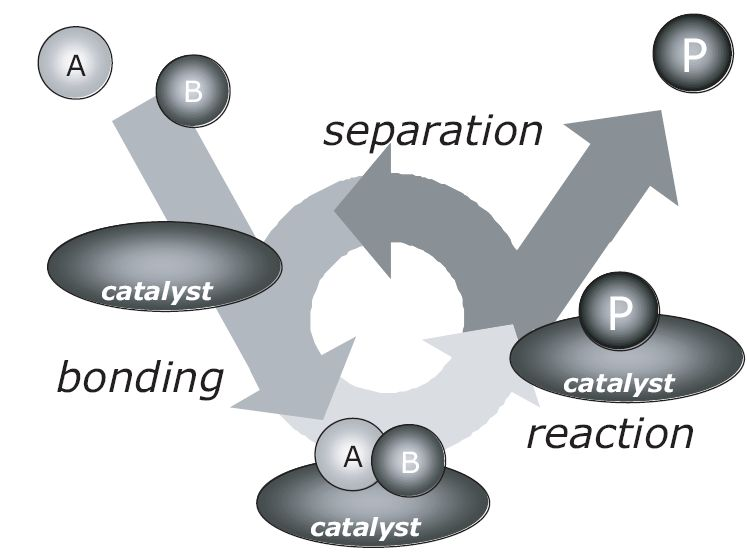 A
B
P
separation
catalyst
bonding
P
catalyst
reaction
A
B
catalyst